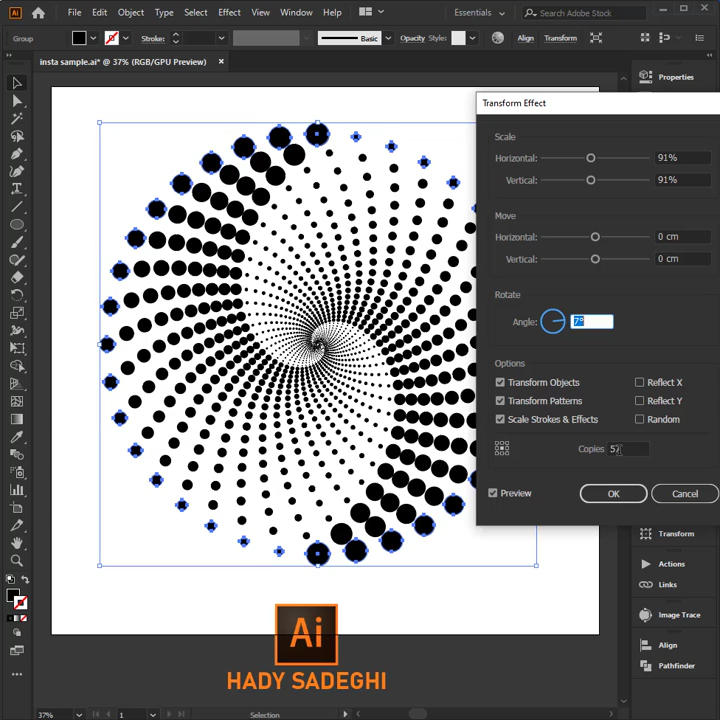 Ai File Edit Object Type Select Effect View Window Help Essentials Search Adobe Stock
Group Stroke: Basic Opacity Style: Align Transform
insta sample.ai* @ 37% (RGB/GPU Preview) ×
Properties
Transform Effect
Scale
Horizontal: 91%
Vertical: 91%
Move
Horizontal: 0 cm
Vertical: 0 cm
Rotate
Angle: 7°
Options
Transform Objects Reflect X
Transform Patterns Reflect Y
Scale Strokes & Effects Random
Copies
Preview OK Cancel
Transform
Actions
Links
Image Trace
Align
Pathfinder
Ai
HADY SADEGHI
37% 1 Selection